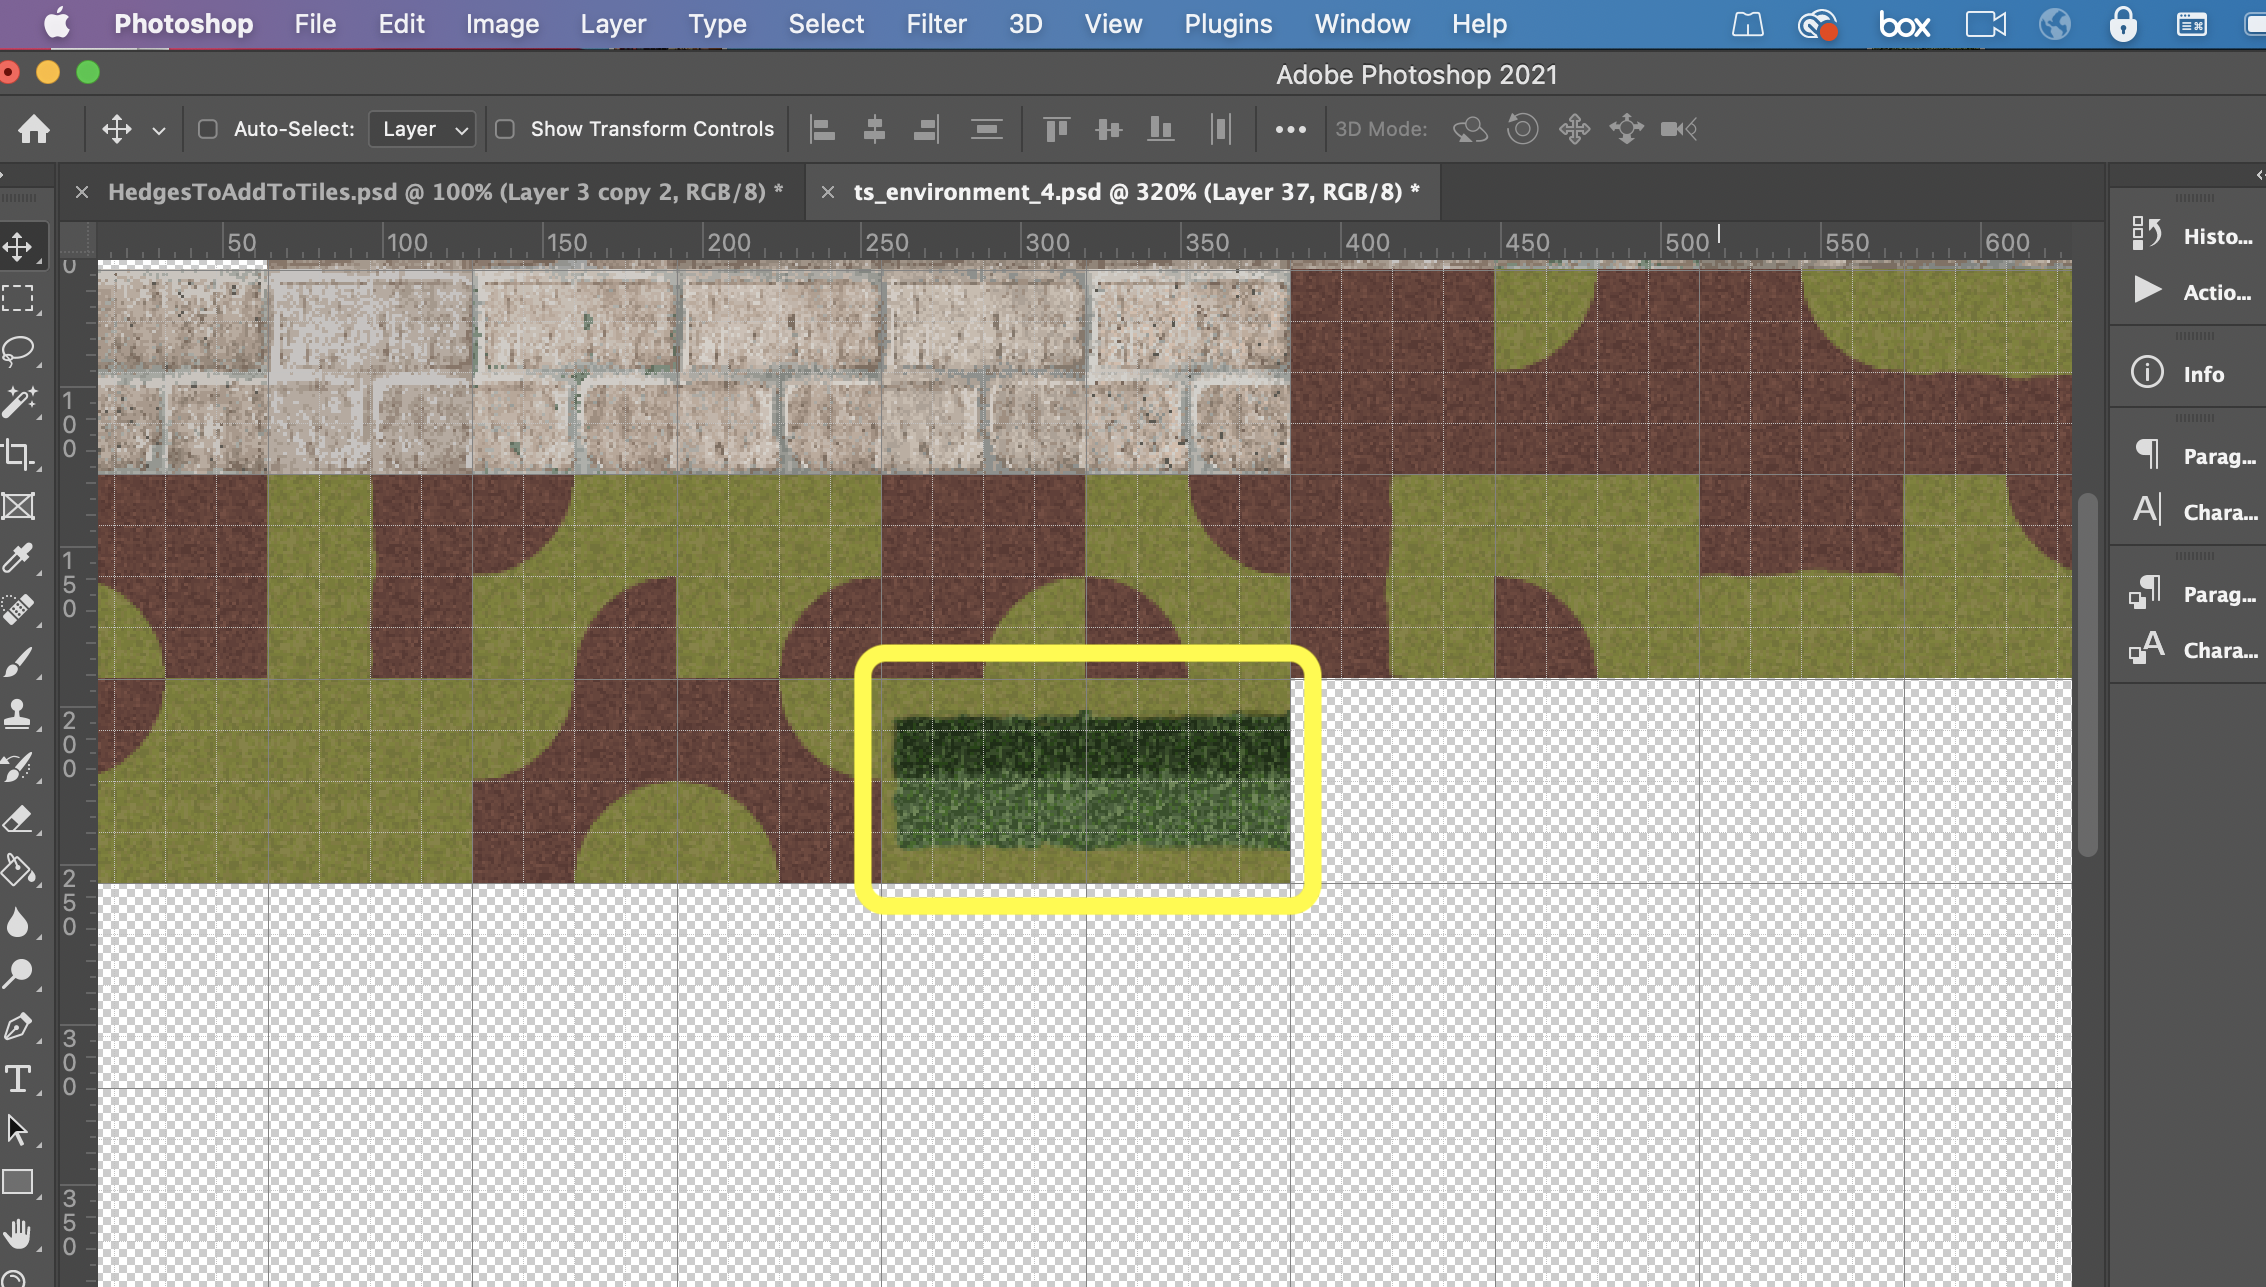 Photoshop File Edit Image Layer Type Select Filter 3D View Plugins Window Help box
Adobe Photoshop 2021
Auto-Select: Layer Show Transform Controls 3D Mode:
HedgesToAddToTiles.psd @ 100% (Layer 3 copy 2, RGB/8) * ts_environment_4.psd @ 320% (Layer 37, RGB/8) *
50 100 150 200 250 300 350 400 450 500 550 600
0
100
150
200
250
300
350
Histo...
Actio...
Info
Parag...
Chara...
Parag...
Chara...